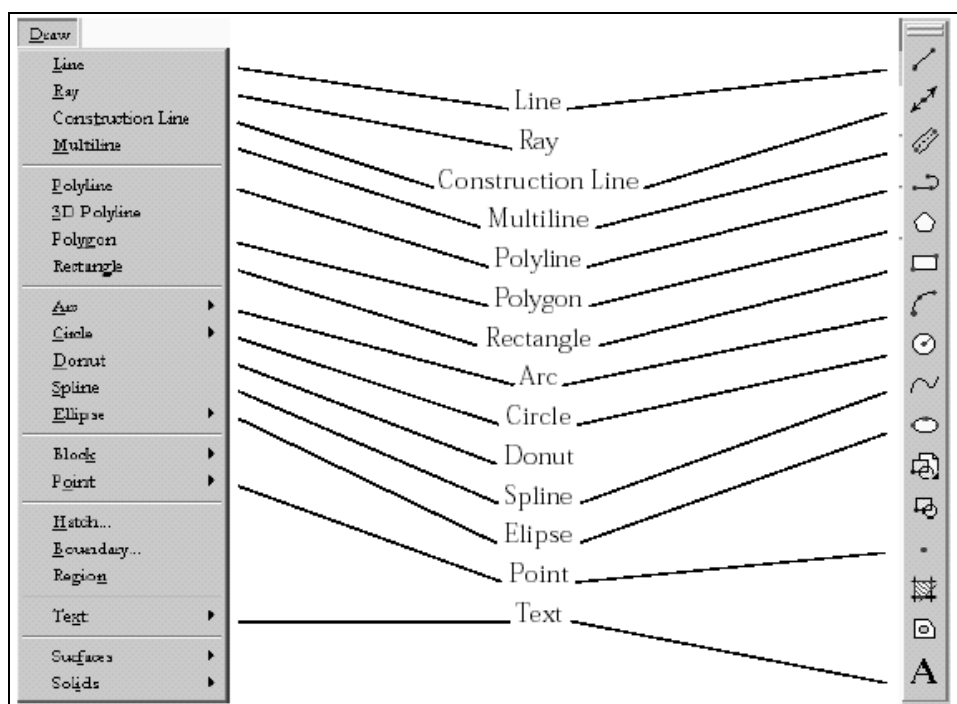 Draw
Line
Ray
Construction Line
Multiline
Polyline
3D Polyline
Polygon
Rectangle
Arc
Circle
Donut
Spline
Ellipse
Block
Point
Hatch...
Boundary...
Region
Text
Surfaces
Solids
Line
Ray
Construction Line
Multiline
Polyline
Polygon
Rectangle
Arc
Circle
Donut
Spline
Elipse
Point
Text
A